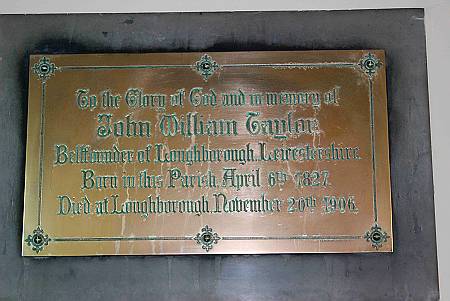 To the Glory of God and in memory of
John William Taylor
Bellfounder of Loughborough Leicestershire
Born in this Parish April 6th 1827
Died at Loughborough November 20th 1906.